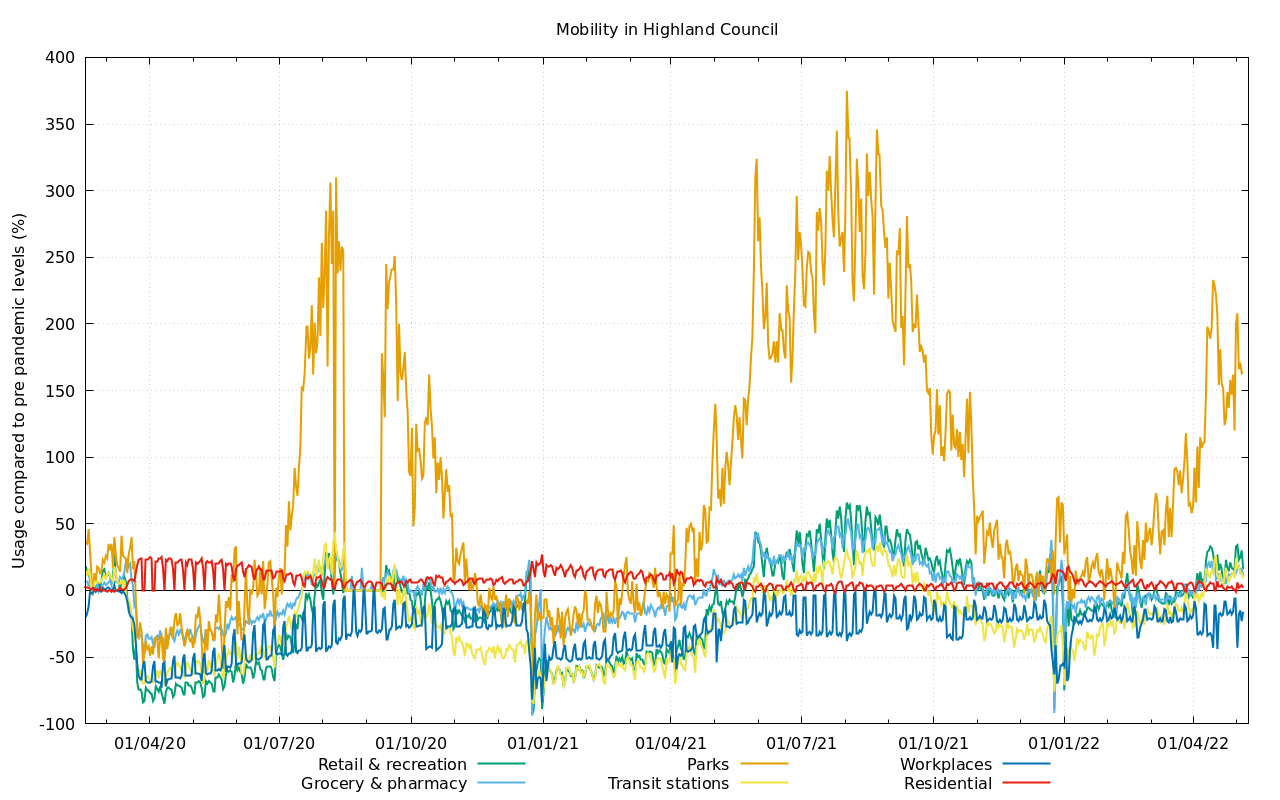 Mobility in Highland Council
Usage compared to pre pandemic levels (%)
400
350
300
250
200
150
100
50
0
-50
-100
01/04/20 01/07/20 01/10/20 01/01/21 01/04/21 01/07/21 01/10/21 01/01/22 01/04/22
Retail & recreation Parks Workplaces
Grocery & pharmacy Transit stations Residential